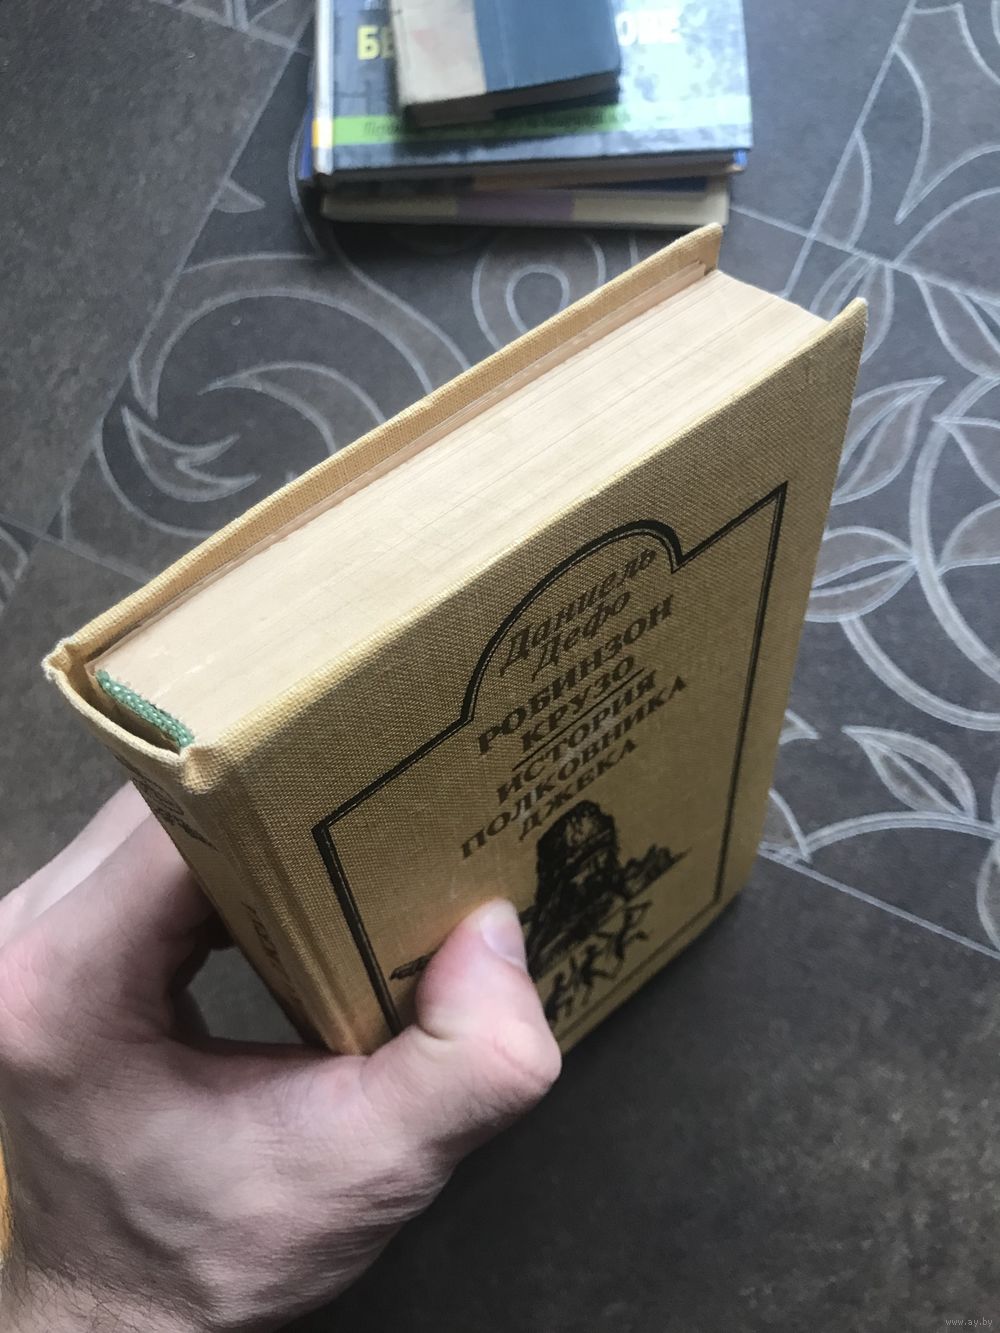 Даниель
Дефо
РОБИНЗОН
КРУЗО
ИСТОРИЯ
ПОЛКОВНИКА
ДЖЕКА
www.ay.by